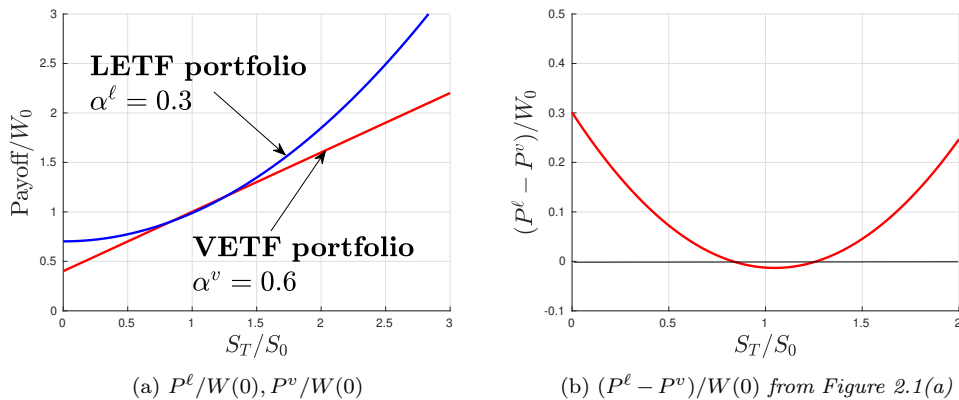 3
2.5
2
1.5
1
0.5
0
Payoff/W₀
LETF portfolio
αˡ = 0.3
VETF portfolio
αᵛ = 0.6
0 0.5 1 1.5 2 2.5 3
S_T/S₀
(a) Pˡ/W(0), Pᵛ/W(0)
0.5
0.4
0.3
0.2
0.1
0
-0.1
(Pˡ − Pᵛ)/W₀
0 0.5 1 1.5 2
S_T/S₀
(b) (Pˡ − Pᵛ)/W(0) from Figure 2.1(a)